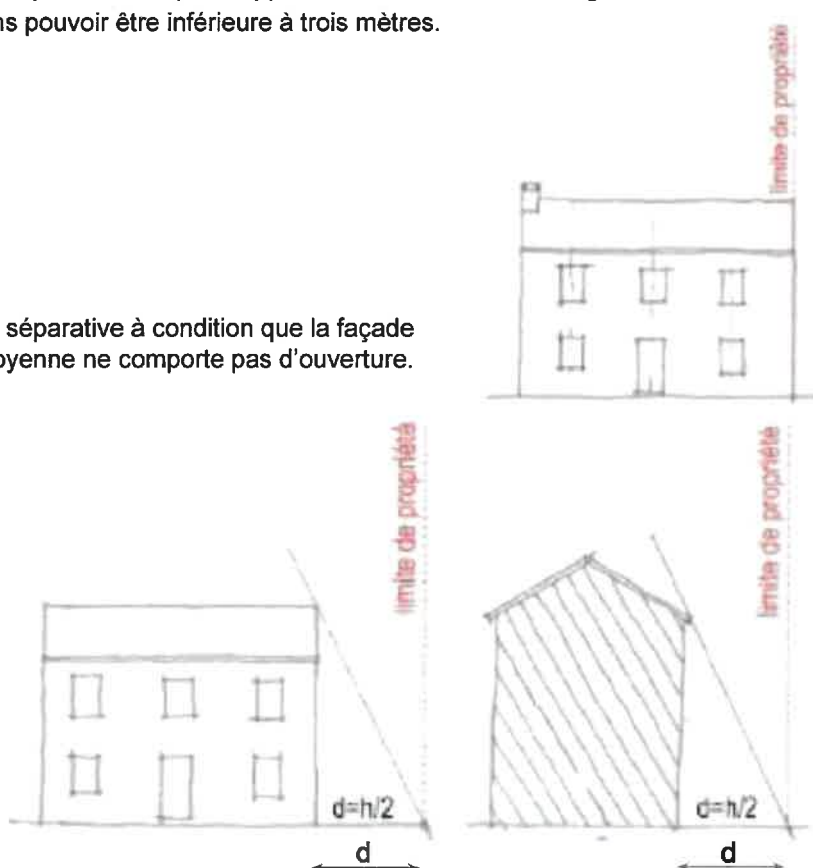 ns pouvoir être inférieure à trois mètres.
limite de propriété
séparative à condition que la façade
oyenne ne comporte pas d'ouverture.
limite de propriété
limite de propriété
d=h/2
d=h/2
d
d